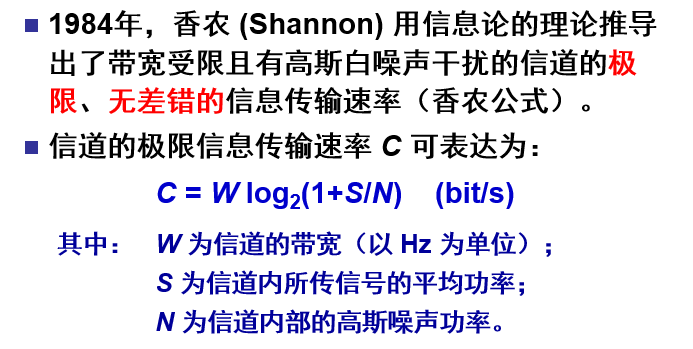 ■ 1984年，香农 (Shannon) 用信息论的理论推导
出了带宽受限且有高斯白噪声干扰的信道的极
限、无差错的信息传输速率（香农公式）。
■ 信道的极限信息传输速率 C 可表达为：
C = W log₂(1+S/N) (bit/s)
其中： W 为信道的带宽（以 Hz 为单位）；
S 为信道内所传信号的平均功率；
N 为信道内部的高斯噪声功率。